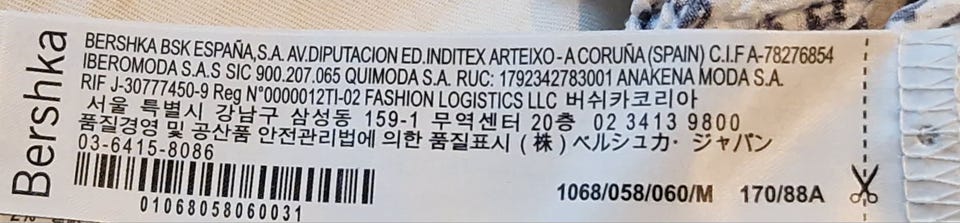 Bershka
BERSHKA BSK ESPAÑA,S.A. AV.DIPUTACION ED.INDITEX ARTEIXO-A CORUÑA (SPAIN) C.I.F A-78276854
IBEROMODA S.A.S SIC 900.207.065 QUIMODA S.A. RUC: 1792342783001 ANAKENA MODA S.A.
RIF J-30777450-9 Reg N°0000012TI-02 FASHION LOGISTICS LLC 버쉬카코리아
서울 특별시 강남구 삼성동 159-1 무역센터 20층 02 3413 9800
품질경영 및 공산품 안전관리법에 의한 품질표시 (株) ベルシュカ・ジャパン
03-6415-8086
01068058060031
1068/058/060/M 170/88A